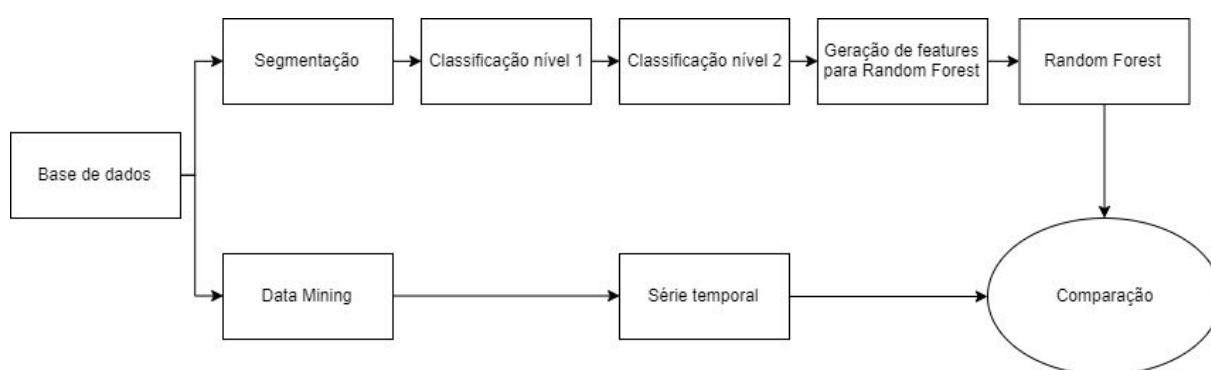 Segmentação
Classificação nível 1
Classificação nível 2
Geração de features
para Random Forest
Random Forest
Base de dados
Data Mining
Série temporal
Comparação